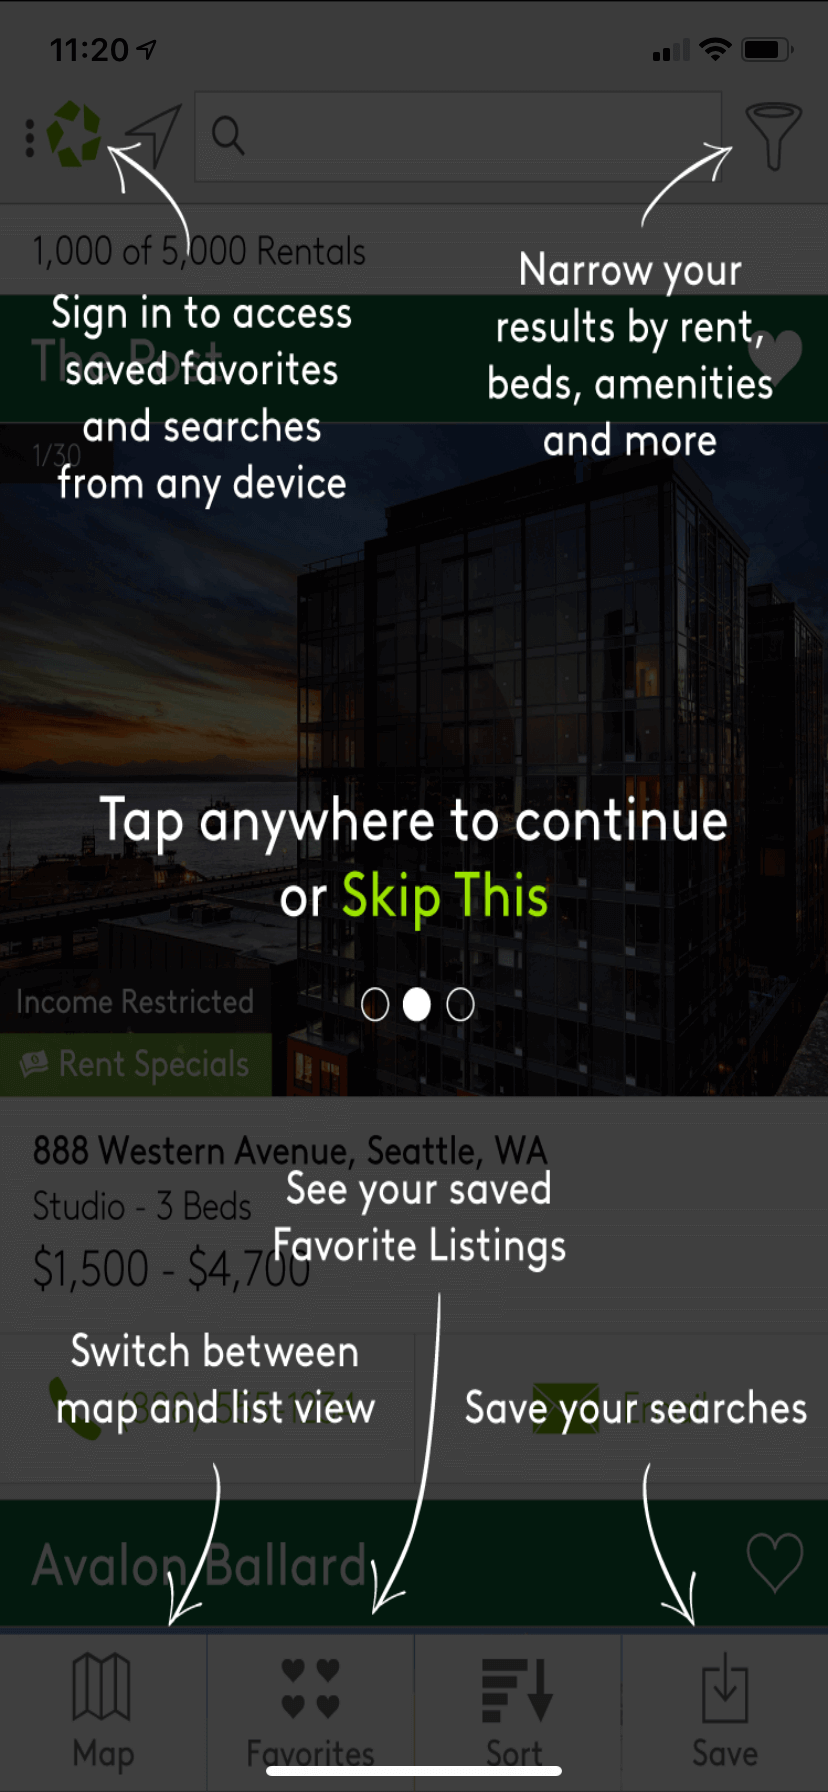 11:20
1,000 of 5,000 Rentals
Narrow your
results by rent,
beds, amenities
and more
Sign in to access
saved favorites
and searches
from any device
The Post
1/30
Tap anywhere to continue
or Skip This
Income Restricted
Rent Specials
888 Western Avenue, Seattle, WA
Studio - 3 Beds
$1,500 - $4,700
See your saved
Favorite Listings
Switch between
map and list view
Save your searches
Avalon Ballard
Map
Favorites
Sort
Save